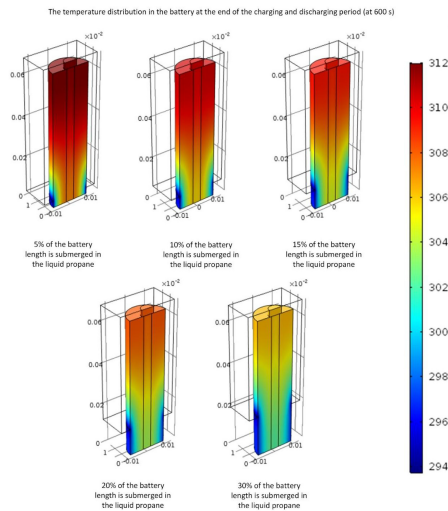 The temperature distribution in the battery at the end of the charging and discharging period (at 600 s)
×10⁻² ×10⁻² ×10⁻²
0.06 0.06 0.06
0.04 0.04 0.04
0.02 0.02 0.02
0 0 0
1 0.01 1 0.01 1 0.01
0 0 0
0 -0.01 0 -0.01 0 -0.01
5% of the battery
length is submerged in
the liquid propane
10% of the battery
length is submerged in
the liquid propane
15% of the battery
length is submerged in
the liquid propane
×10⁻² ×10⁻²
0.06 0.06
0.04 0.04
0.02 0.02
0 0
1 0.01 1 0.01
0 0
0 -0.01 0 -0.01
20% of the battery
length is submerged in
the liquid propane
30% of the battery
length is submerged in
the liquid propane
312
310
308
306
304
302
300
298
296
294